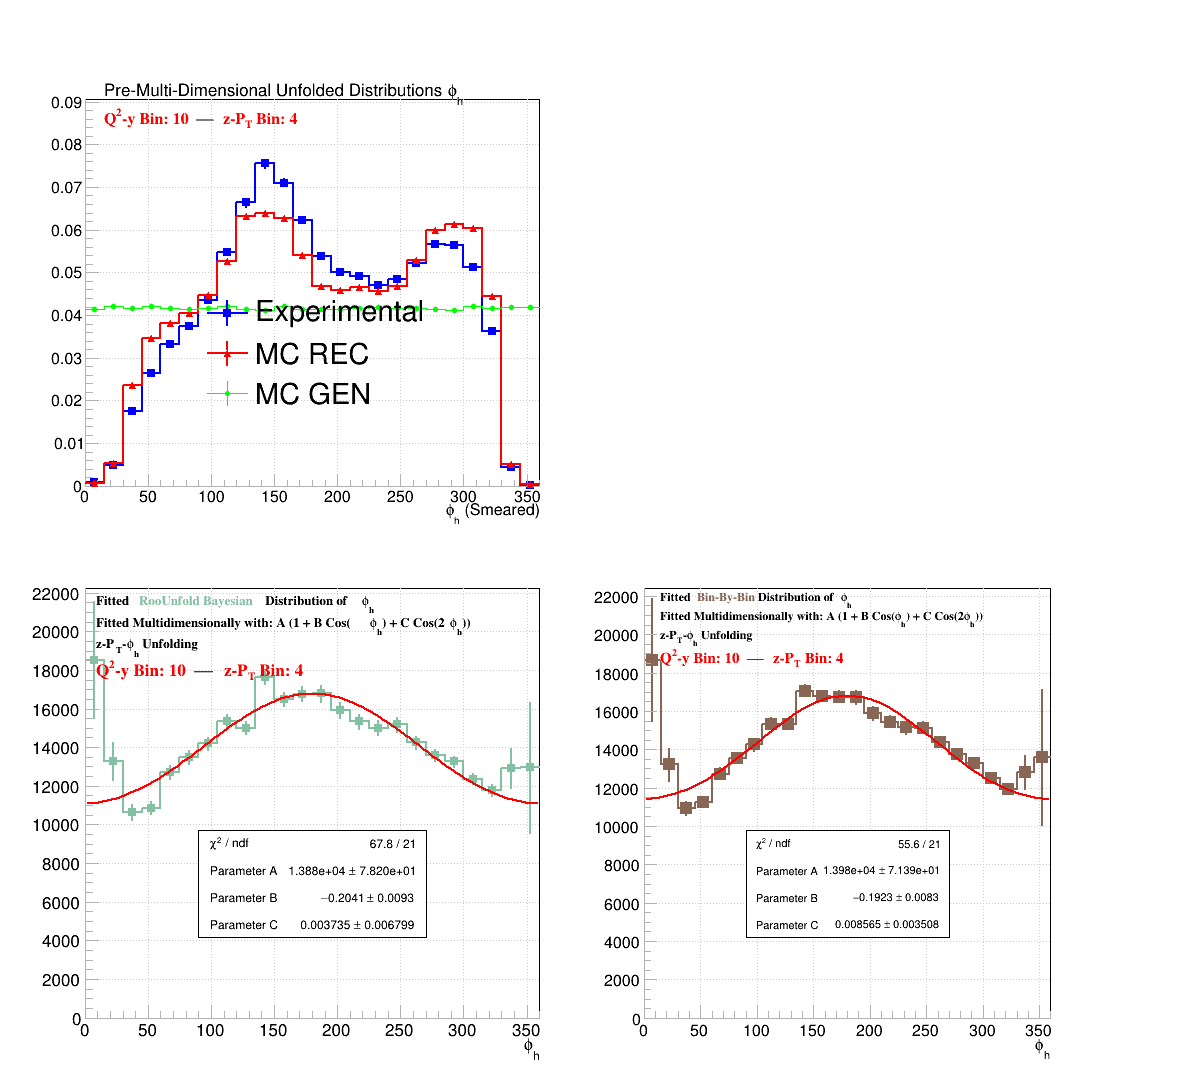 Pre-Multi-Dimensional Unfolded Distributions ϕh
Q2-y Bin: 10 — z-PT Bin: 4
0.09
0.08
0.07
0.06
0.05
0.04
0.03
0.02
0.01
0
Experimental
MC REC
MC GEN
0 50 100 150 200 250 300 350
ϕh (Smeared)
Fitted RooUnfold Bayesian Distribution of ϕh
Fitted Multidimensionally with: A (1 + B Cos( ϕh) + C Cos(2 ϕh))
z-PT-ϕh Unfolding
Q2-y Bin: 10 — z-PT Bin: 4
22000
20000
18000
16000
14000
12000
10000
8000
6000
4000
2000
0
χ2 / ndf 67.8 / 21
Parameter A 1.388e+04 ± 7.820e+01
Parameter B −0.2041 ± 0.0093
Parameter C 0.003735 ± 0.006799
0 50 100 150 200 250 300 350
ϕh
Fitted Bin-By-Bin Distribution of ϕh
Fitted Multidimensionally with: A (1 + B Cos(ϕh) + C Cos(2ϕh))
z-PT-ϕh Unfolding
Q2-y Bin: 10 — z-PT Bin: 4
22000
20000
18000
16000
14000
12000
10000
8000
6000
4000
2000
0
χ2 / ndf 55.6 / 21
Parameter A 1.398e+04 ± 7.139e+01
Parameter B −0.1923 ± 0.0083
Parameter C 0.008565 ± 0.003508
0 50 100 150 200 250 300 350
ϕh